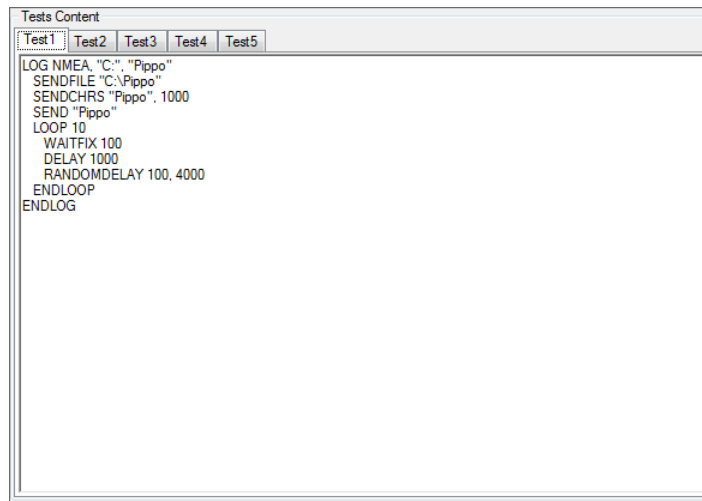 Tests Content
Test1 Test2 Test3 Test4 Test5
LOG NMEA, "C:", "Pippo"
SENDFILE "C:\Pippo"
SENDCHRS "Pippo", 1000
SEND "Pippo"
LOOP 10
WAITFIX 100
DELAY 1000
RANDOMDELAY 100, 4000
ENDLOOP
ENDLOG